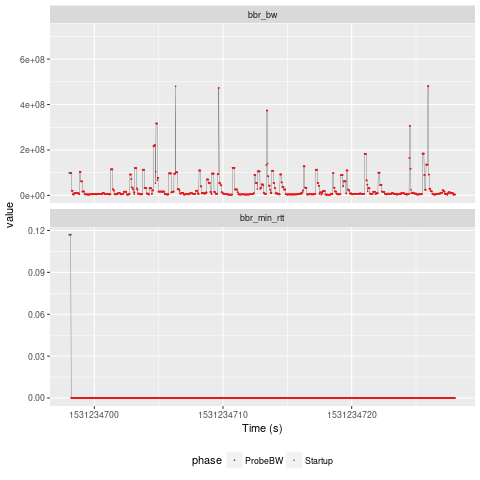 bbr_bw
6e+08
4e+08
2e+08
0e+00
value
bbr_min_rtt
0.12
0.09
0.06
0.03
0.00
1531234700 1531234710 1531234720
Time (s)
phase ProbeBW Startup